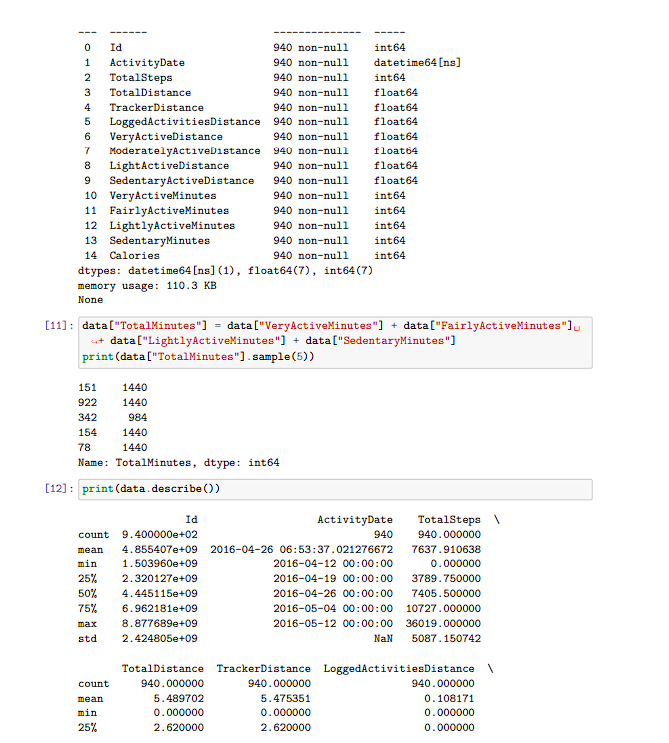 --- ------ -------------- -----
0 Id 940 non-null int64
1 ActivityDate 940 non-null datetime64[ns]
2 TotalSteps 940 non-null int64
3 TotalDistance 940 non-null float64
4 TrackerDistance 940 non-null float64
5 LoggedActivitiesDistance 940 non-null float64
6 VeryActiveDistance 940 non-null float64
7 ModeratelyActiveDistance 940 non-null float64
8 LightActiveDistance 940 non-null float64
9 SedentaryActiveDistance 940 non-null float64
10 VeryActiveMinutes 940 non-null int64
11 FairlyActiveMinutes 940 non-null int64
12 LightlyActiveMinutes 940 non-null int64
13 SedentaryMinutes 940 non-null int64
14 Calories 940 non-null int64
dtypes: datetime64[ns](1), float64(7), int64(7)
memory usage: 110.3 KB
None
[11]: data["TotalMinutes"] = data["VeryActiveMinutes"] + data["FairlyActiveMinutes"]␣
↪+ data["LightlyActiveMinutes"] + data["SedentaryMinutes"]
print(data["TotalMinutes"].sample(5))
151 1440
922 1440
342 984
154 1440
78 1440
Name: TotalMinutes, dtype: int64
[12]: print(data.describe())
Id ActivityDate TotalSteps \
count 9.400000e+02 940 940.000000
mean 4.855407e+09 2016-04-26 06:53:37.021276672 7637.910638
min 1.503960e+09 2016-04-12 00:00:00 0.000000
25% 2.320127e+09 2016-04-19 00:00:00 3789.750000
50% 4.445115e+09 2016-04-26 00:00:00 7405.500000
75% 6.962181e+09 2016-05-04 00:00:00 10727.000000
max 8.877689e+09 2016-05-12 00:00:00 36019.000000
std 2.424805e+09 NaN 5087.150742
TotalDistance TrackerDistance LoggedActivitiesDistance \
count 940.000000 940.000000 940.000000
mean 5.489702 5.475351 0.108171
min 0.000000 0.000000 0.000000
25% 2.620000 2.620000 0.000000